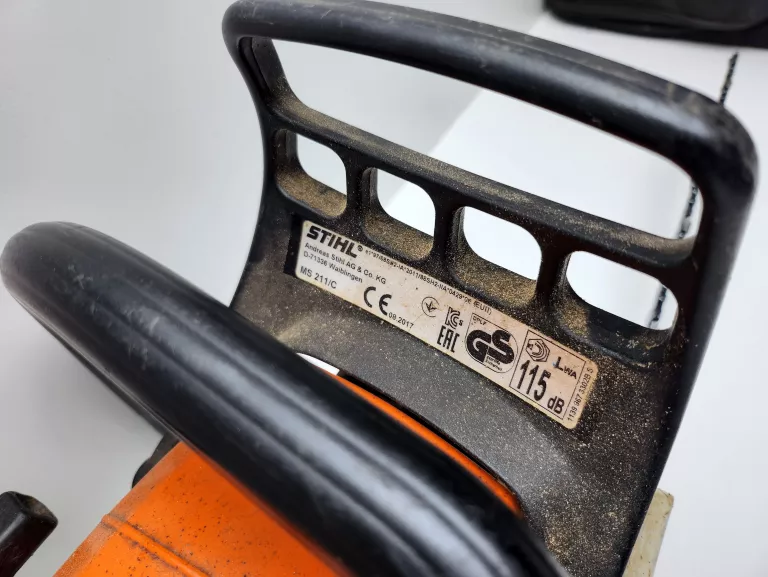 STIHL®
Andreas Stihl AG & Co. KG
D-71336 Waiblingen
MS 211/C
CE
08.2017
EAC
GS
LWA
115 dB